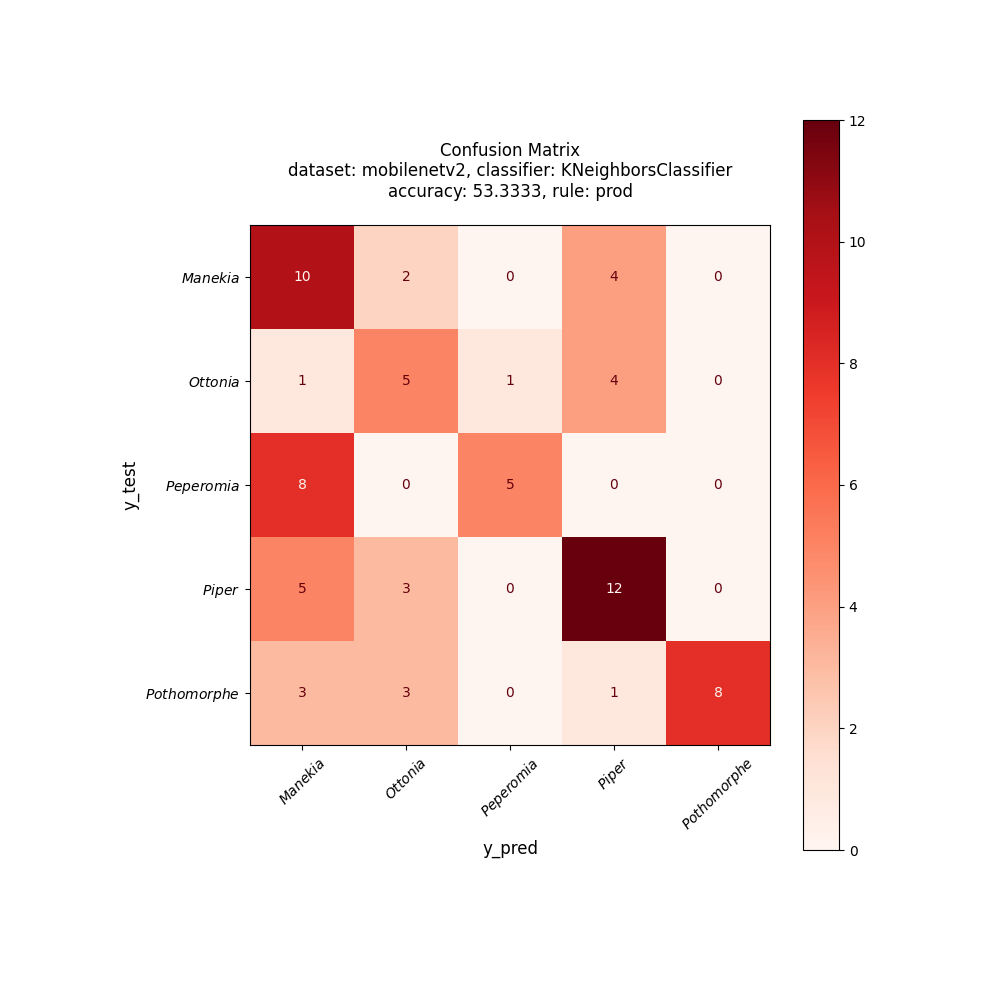 Confusion Matrix
dataset: mobilenetv2, classifier: KNeighborsClassifier
accuracy: 53.3333, rule: prod
12
10
8
6
4
2
0
y_test
Manekia 10 2 0 4 0
Ottonia 1 5 1 4 0
Peperomia 8 0 5 0 0
Piper 5 3 0 12 0
Pothomorphe 3 3 0 1 8
Manekia Ottonia Peperomia Piper Pothomorphe
y_pred